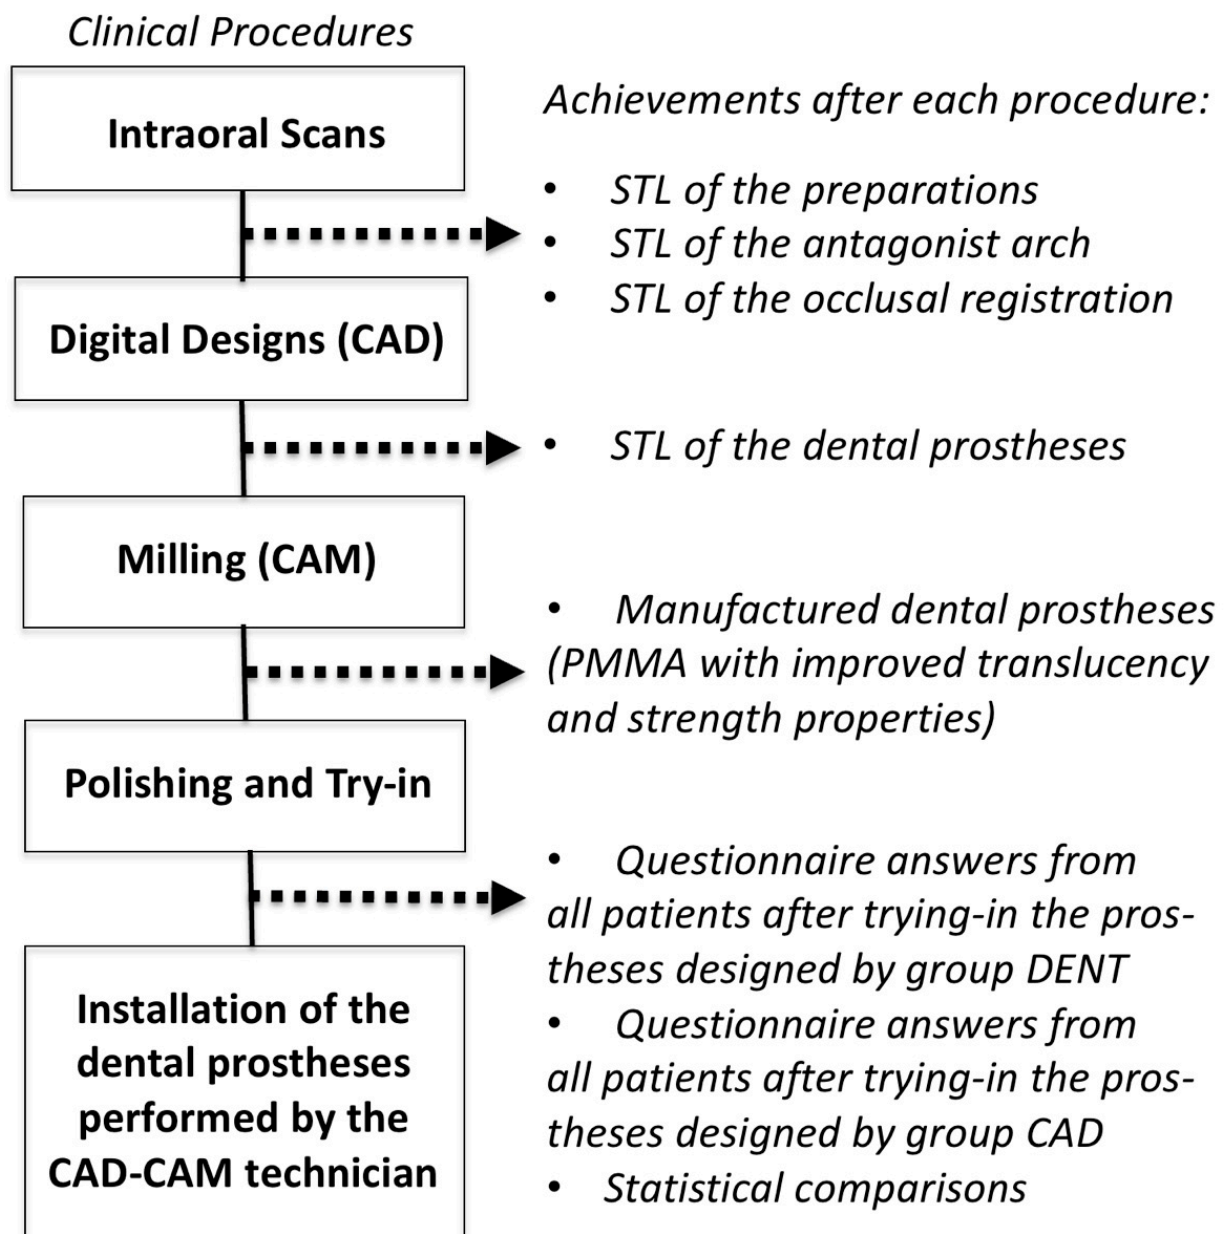 Clinical Procedures
Intraoral Scans
Achievements after each procedure:
• STL of the preparations
• STL of the antagonist arch
• STL of the occlusal registration
Digital Designs (CAD)
• STL of the dental prostheses
Milling (CAM)
• Manufactured dental prostheses
(PMMA with improved translucency
and strength properties)
Polishing and Try-in
• Questionnaire answers from
all patients after trying-in the pros-
theses designed by group DENT
• Questionnaire answers from
all patients after trying-in the pros-
theses designed by group CAD
• Statistical comparisons
Installation of the
dental prostheses
performed by the
CAD-CAM technician